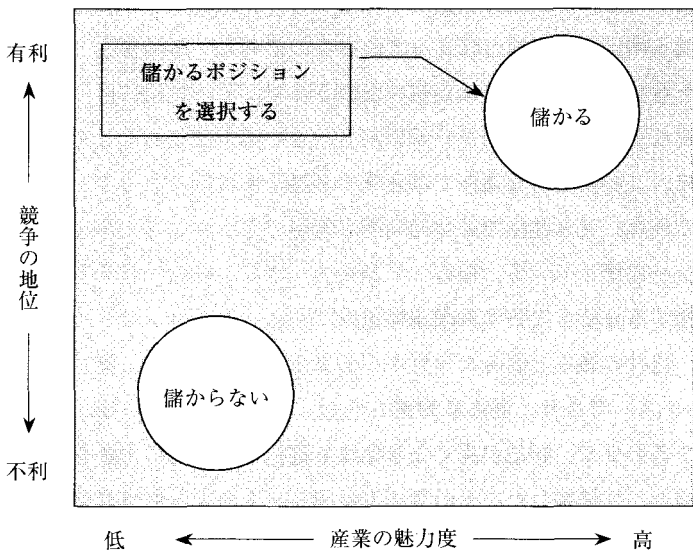 有利
儲かるポジション
を選択する
儲かる
競争の地位
儲からない
不利
低
産業の魅力度
高